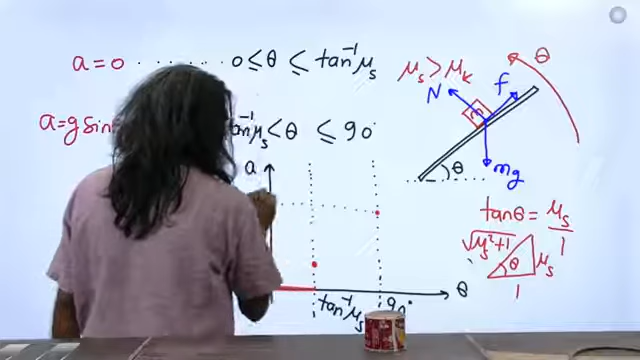 a = 0 ........ 0 ≤ θ ≤ tan⁻¹μs
μs > μk
θ
N
f
m
a = g sin
tan⁻¹μs < θ ≤ 90°
θ
mg
a
tanθ = μs/1
√μs²+1
θ
μs
1
tan⁻¹μs
90°
θ